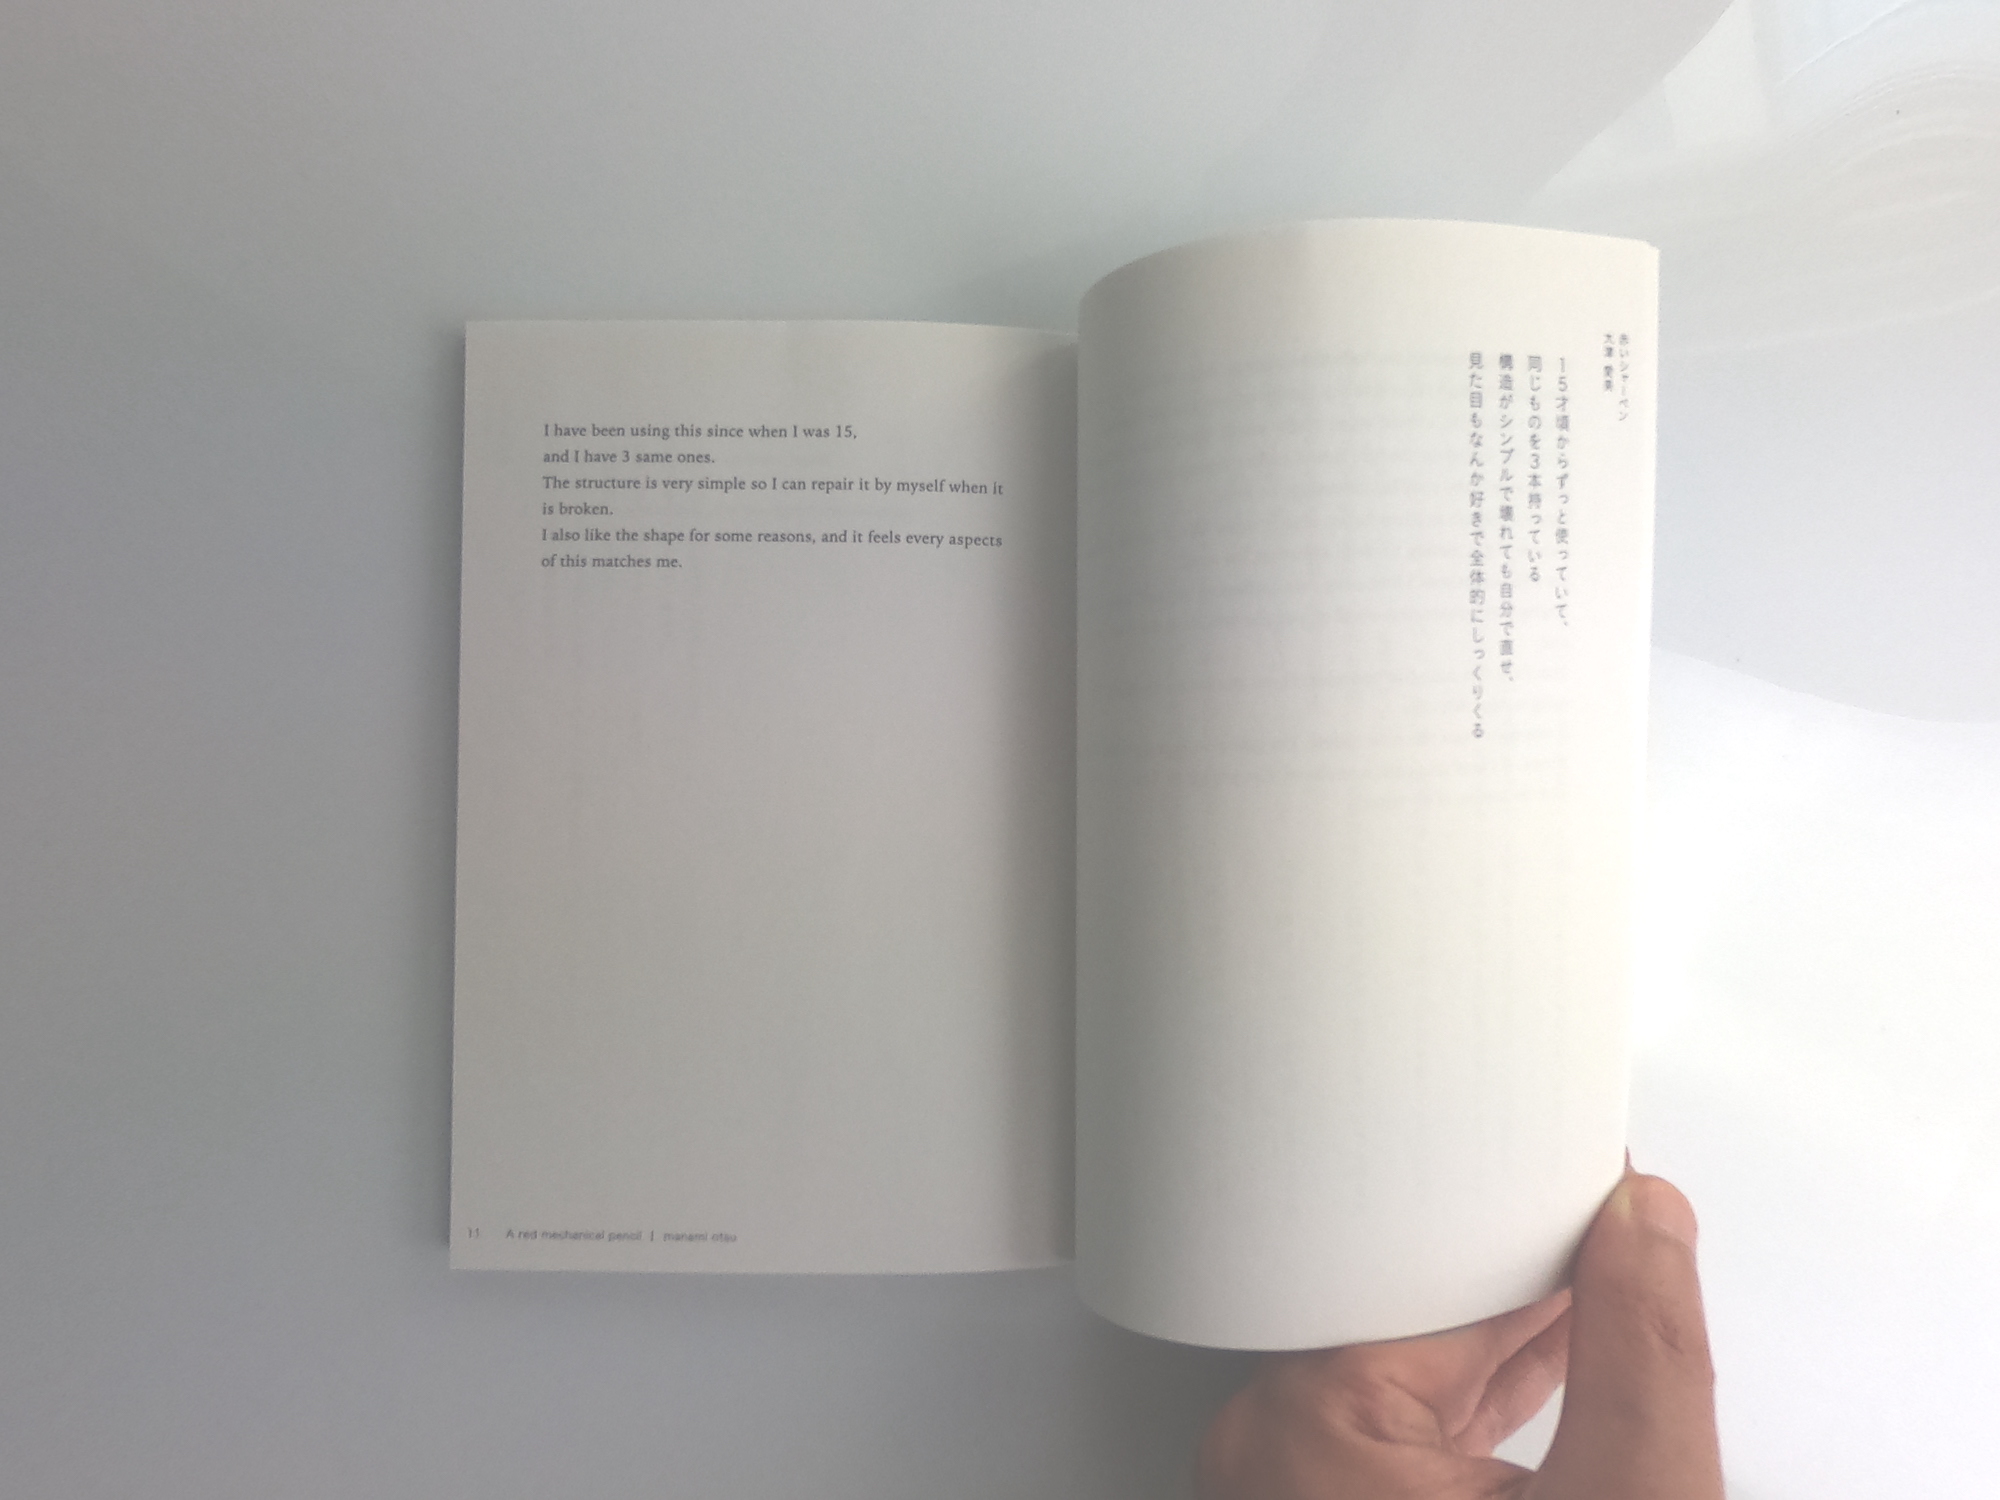 I have been using this since when I was 15,
and I have 3 same ones.
The structure is very simple so I can repair it by myself when it
is broken.
I also like the shape for some reasons, and it feels every aspects
of this matches me.
11 A red mechanical pencil | manami otsu
赤いシャーペン
大津 愛美
15才頃からずっと使っていて、
同じものを3本持っている
構造がシンプルで壊れても自分で直せ、
見た目もなんか好きで全体的にしっくりくる